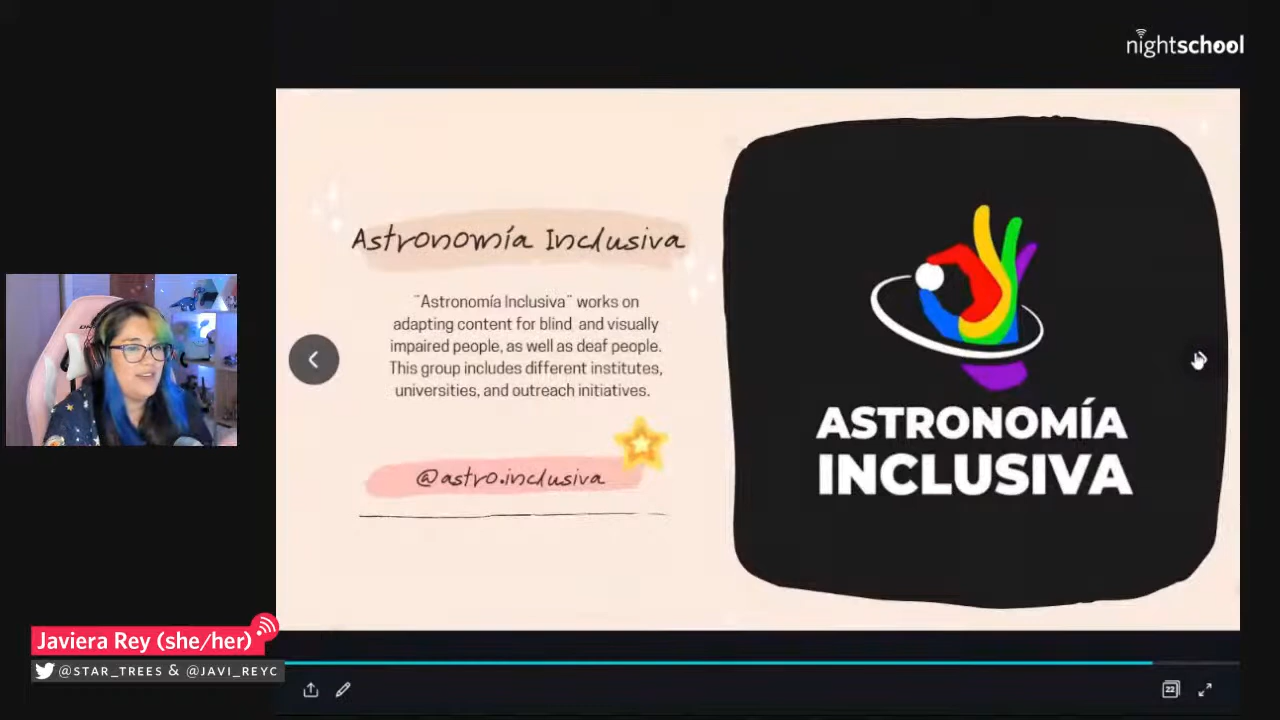 nightschool
Astronomía Inclusiva
"Astronomía Inclusiva" works on
adapting content for blind and visually
impaired people, as well as deaf people.
This group includes different institutes,
universities, and outreach initiatives.
@astro.inclusiva
ASTRONOMÍA
INCLUSIVA
Javiera Rey (she/her)
@STAR_TREES & @JAVI_REYC
22